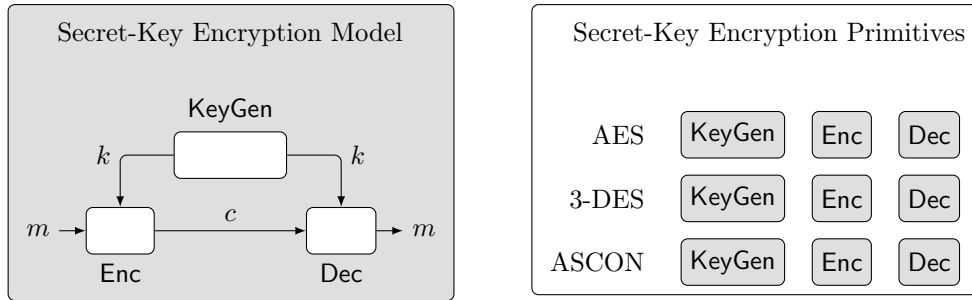 Secret-Key Encryption Model
KeyGen
k k
m c m
Enc Dec
Secret-Key Encryption Primitives
AES KeyGen Enc Dec
3-DES KeyGen Enc Dec
ASCON KeyGen Enc Dec